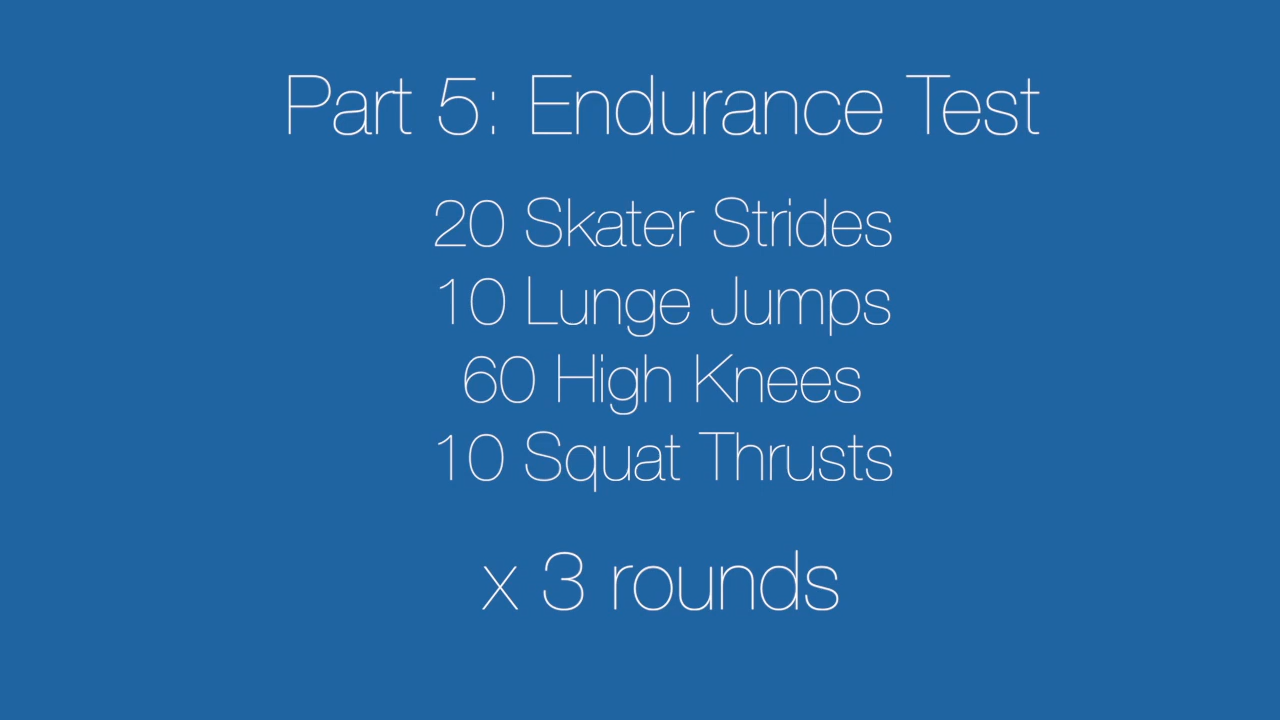 Part 5: Endurance Test
20 Skater Strides
10 Lunge Jumps
60 High Knees
10 Squat Thrusts
x 3 rounds